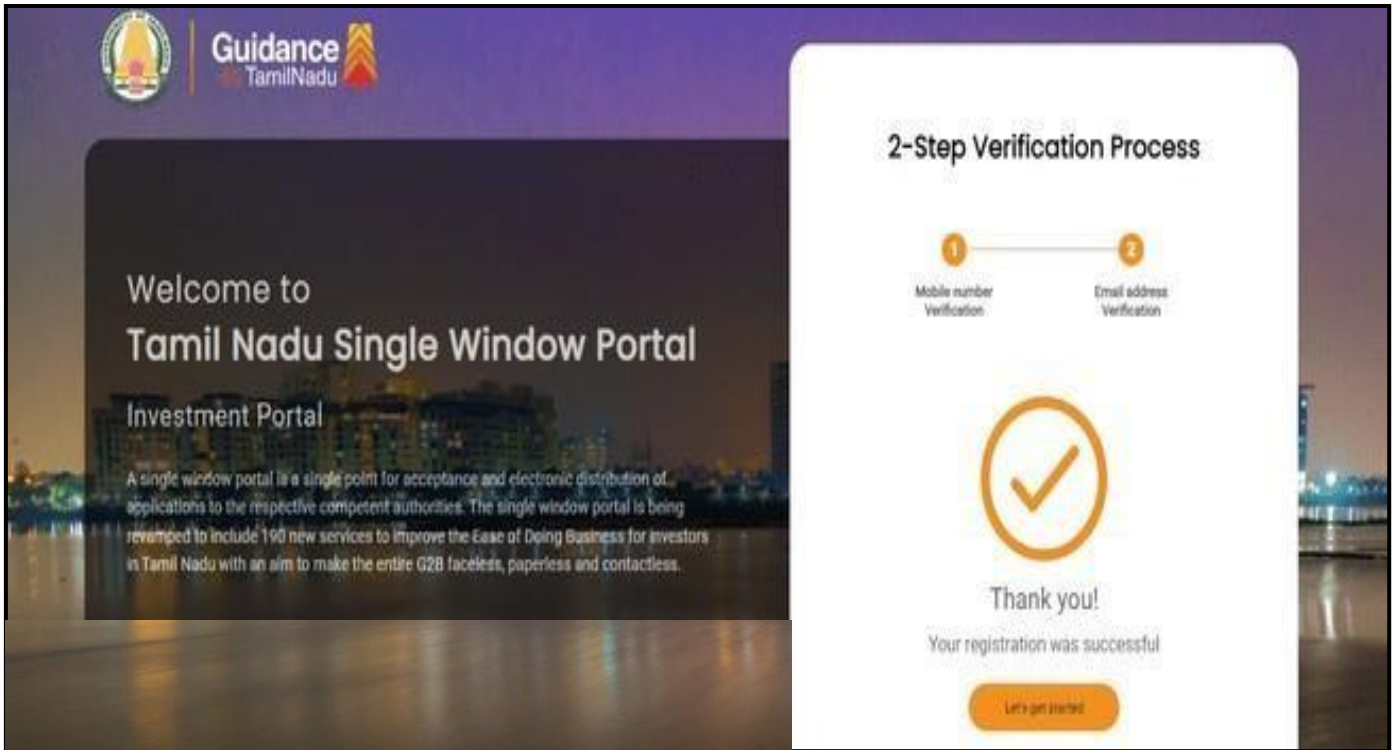 Guidance
TamilNadu
Welcome to
Tamil Nadu Single Window Portal
Investment Portal
A single window portal is a single point for acceptance and electronic distribution of
applications to the respective competent authorities. The single window portal is being
revamped to include 190 new services to improve the Ease of Doing Business for investors
in Tamil Nadu with an aim to make the entire G2B faceless, paperless and contactless.
2-Step Verification Process
1
2
Mobile number
Verification
Email address
Verification
Thank you!
Your registration was successful
Let's get started